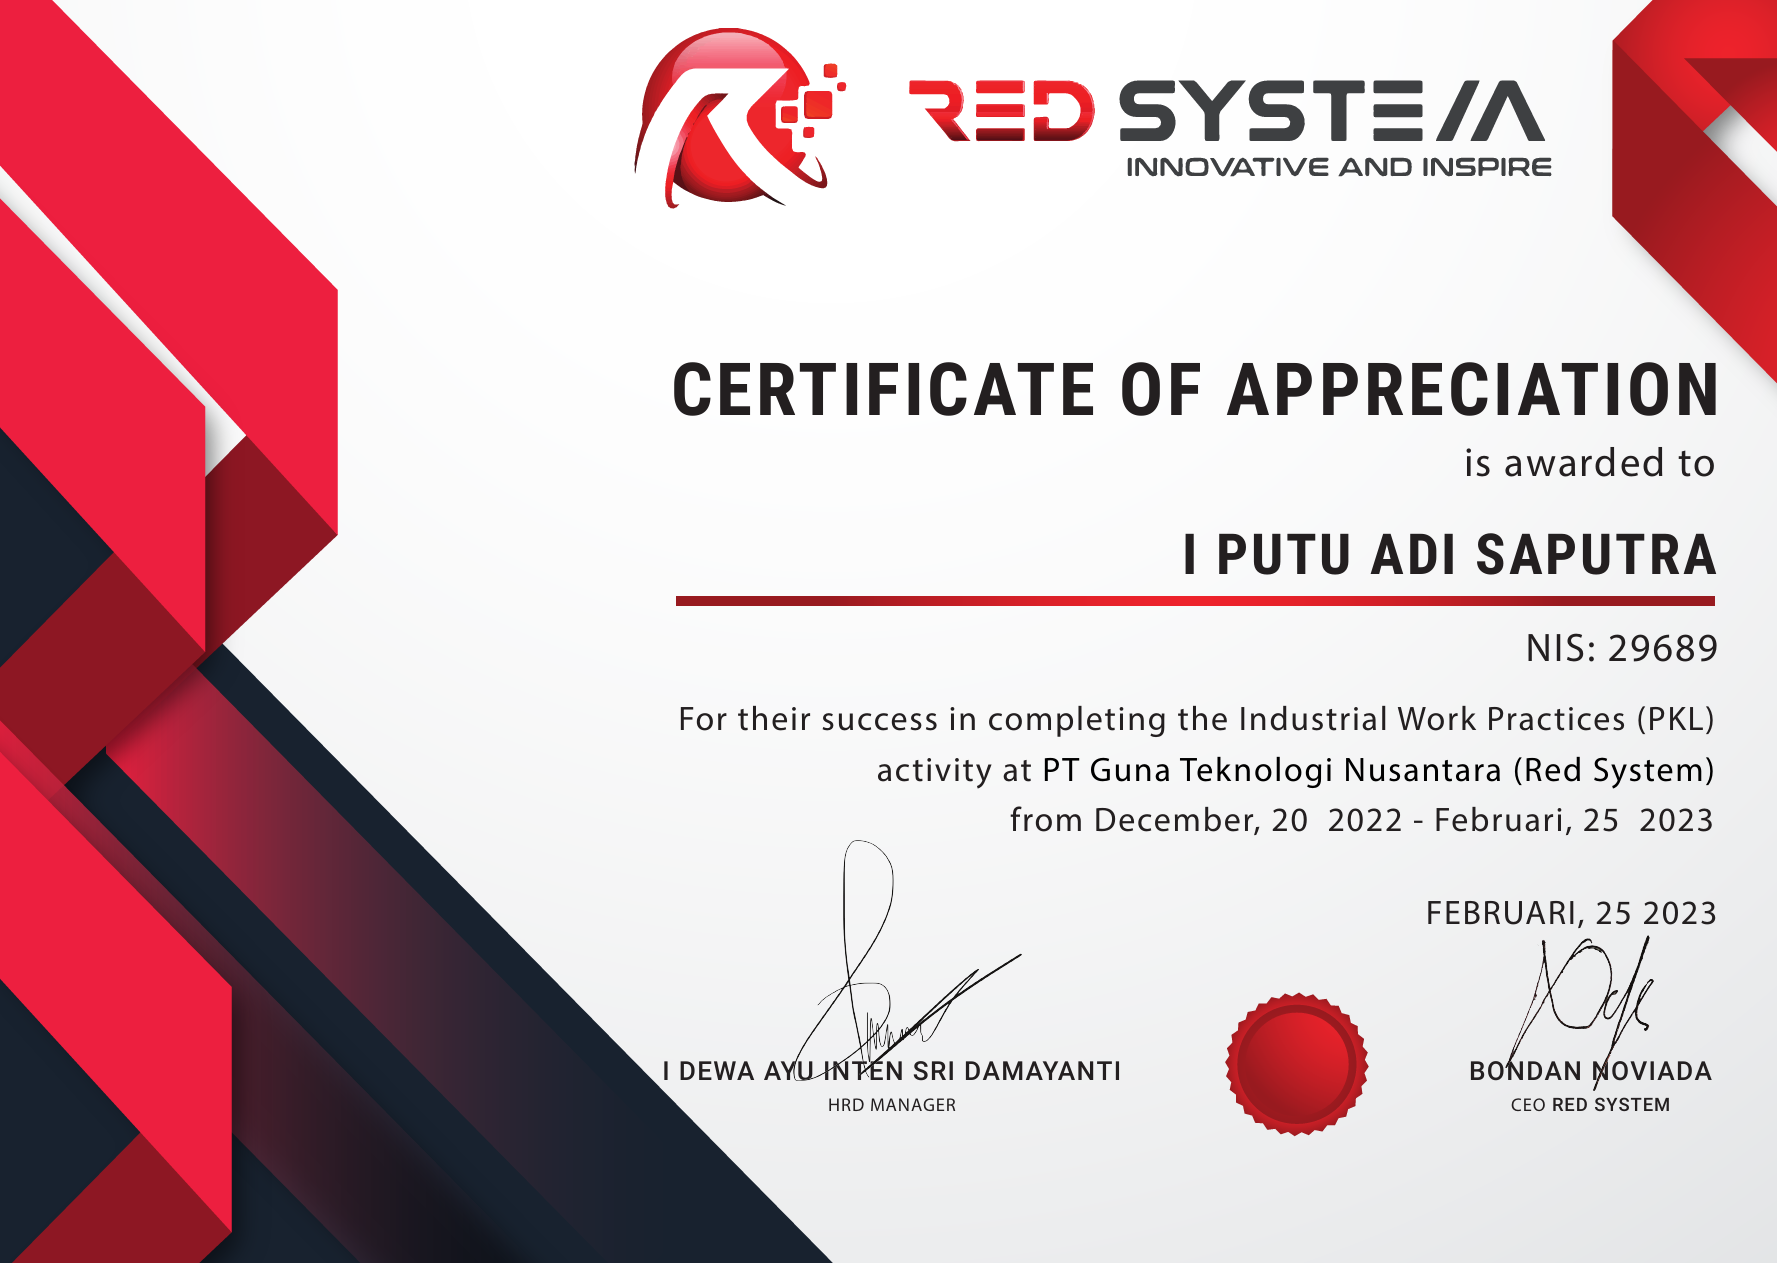 RED SYSTEM
INNOVATIVE AND INSPIRE
CERTIFICATE OF APPRECIATION
is awarded to
I PUTU ADI SAPUTRA
NIS: 29689
For their success in completing the Industrial Work Practices (PKL)
activity at PT Guna Teknologi Nusantara (Red System)
from December, 20 2022 - Februari, 25 2023
FEBRUARI, 25 2023
I DEWA AYU INTEN SRI DAMAYANTI
HRD MANAGER
BONDAN NOVIADA
CEO RED SYSTEM